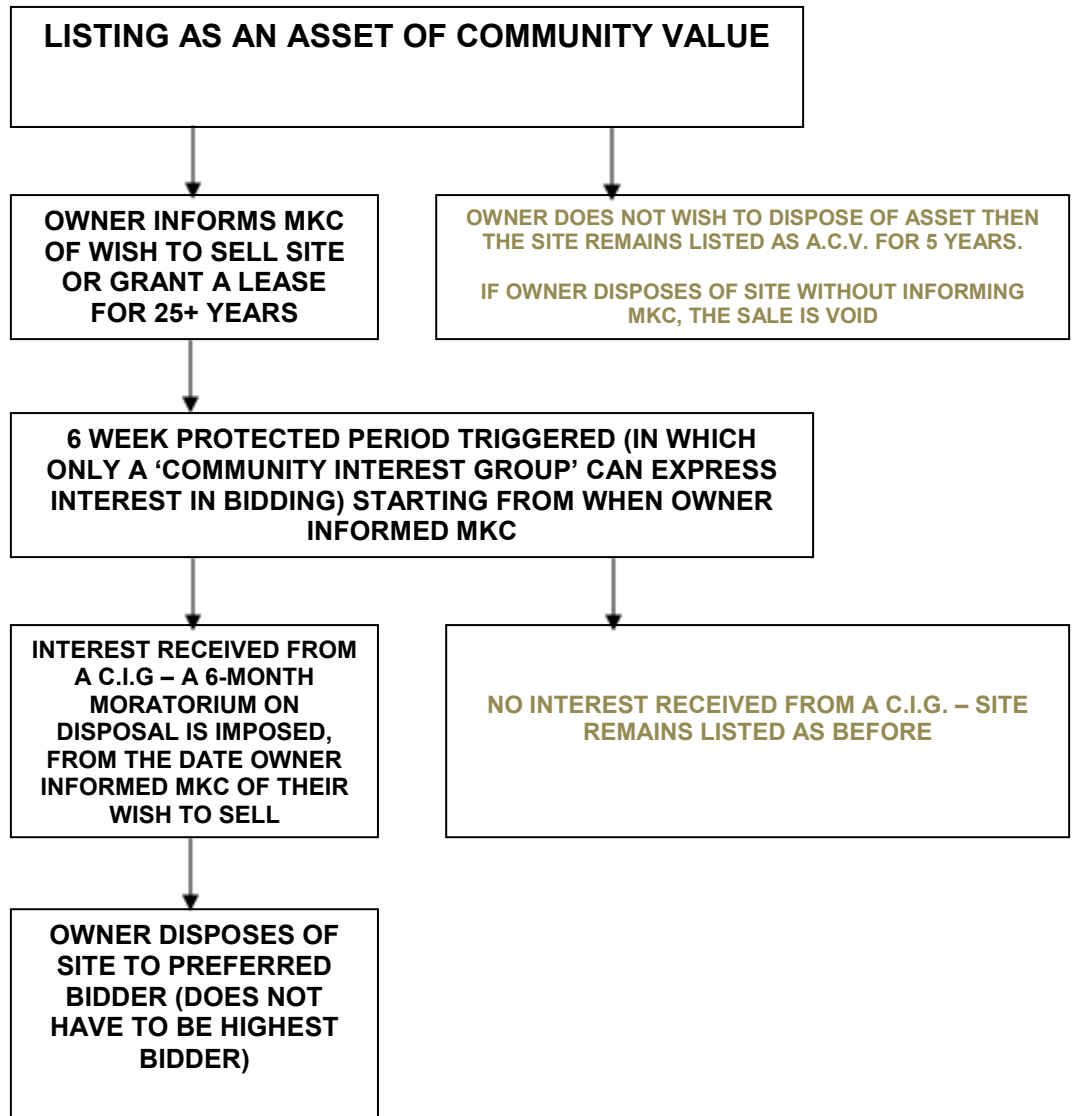 LISTING AS AN ASSET OF COMMUNITY VALUE
OWNER INFORMS MKC
OF WISH TO SELL SITE
OR GRANT A LEASE
FOR 25+ YEARS
OWNER DOES NOT WISH TO DISPOSE OF ASSET THEN
THE SITE REMAINS LISTED AS A.C.V. FOR 5 YEARS.
IF OWNER DISPOSES OF SITE WITHOUT INFORMING
MKC, THE SALE IS VOID
6 WEEK PROTECTED PERIOD TRIGGERED (IN WHICH
ONLY A ‘COMMUNITY INTEREST GROUP’ CAN EXPRESS
INTEREST IN BIDDING) STARTING FROM WHEN OWNER
INFORMED MKC
INTEREST RECEIVED FROM
A C.I.G – A 6-MONTH
MORATORIUM ON
DISPOSAL IS IMPOSED,
FROM THE DATE OWNER
INFORMED MKC OF THEIR
WISH TO SELL
NO INTEREST RECEIVED FROM A C.I.G. – SITE
REMAINS LISTED AS BEFORE
OWNER DISPOSES OF
SITE TO PREFERRED
BIDDER (DOES NOT
HAVE TO BE HIGHEST
BIDDER)